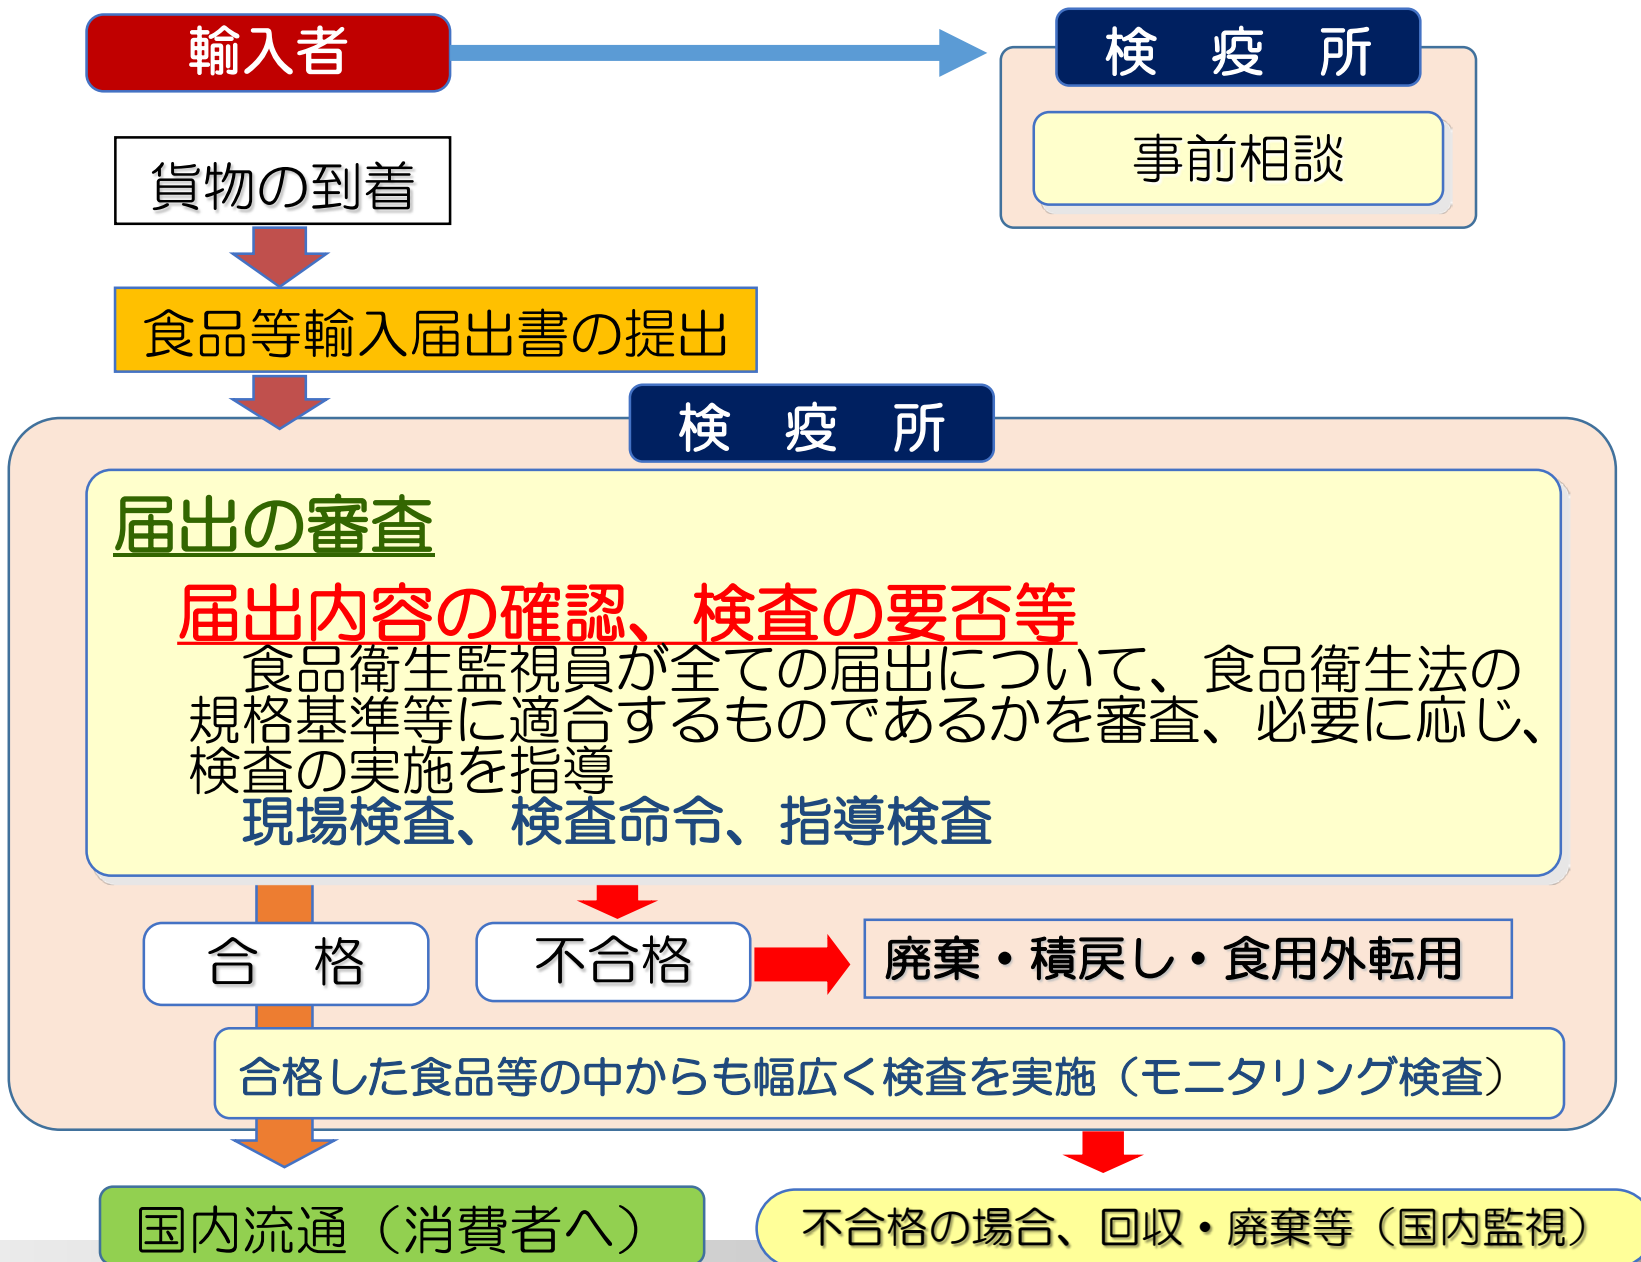 輸入者
検　疫　所
事前相談
貨物の到着
食品等輸入届出書の提出
検　疫　所
届出の審査
届出内容の確認、検査の要否等
食品衛生監視員が全ての届出について、食品衛生法の
規格基準等に適合するものであるかを審査、必要に応じ、
検査の実施を指導
現場検査、検査命令、指導検査
合　格
不合格
廃棄・積戻し・食用外転用
合格した食品等の中からも幅広く検査を実施（モニタリング検査）
国内流通（消費者へ）
不合格の場合、回収・廃棄等（国内監視）